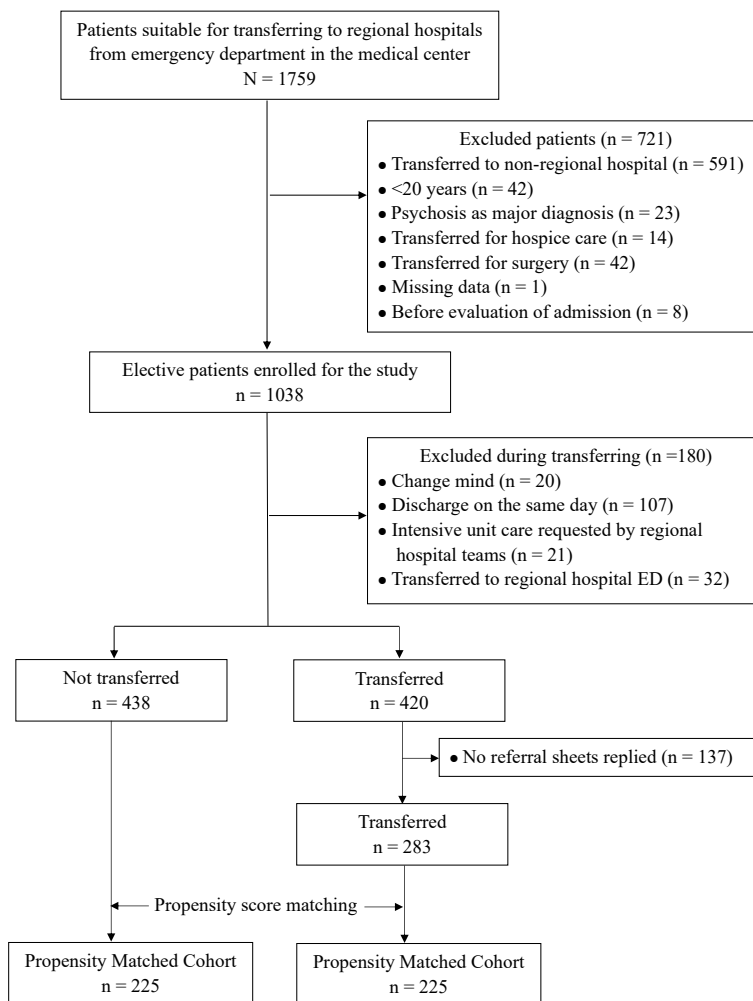 Patients suitable for transferring to regional hospitals
from emergency department in the medical center
N = 1759
Excluded patients (n = 721)
● Transferred to non-regional hospital (n = 591)
● <20 years (n = 42)
● Psychosis as major diagnosis (n = 23)
● Transferred for hospice care (n = 14)
● Transferred for surgery (n = 42)
● Missing data (n = 1)
● Before evaluation of admission (n = 8)
Elective patients enrolled for the study
n = 1038
Excluded during transferring (n =180)
● Change mind (n = 20)
● Discharge on the same day (n = 107)
● Intensive unit care requested by regional
hospital teams (n = 21)
● Transferred to regional hospital ED (n = 32)
Not transferred
n = 438
Transferred
n = 420
● No referral sheets replied (n = 137)
Transferred
n = 283
Propensity score matching
Propensity Matched Cohort
n = 225
Propensity Matched Cohort
n = 225